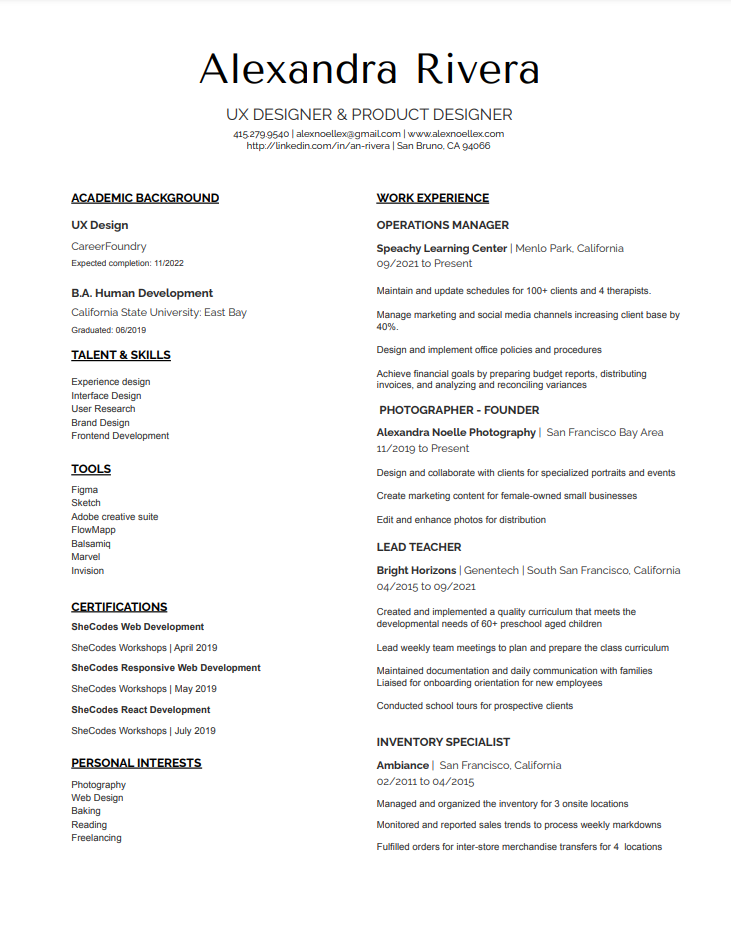 Alexandra Rivera
UX DESIGNER & PRODUCT DESIGNER
415.279.9540 | alexnoellex@gmail.com | www.alexnoellex.com
http://linkedin.com/in/an-rivera | San Bruno, CA 94066
ACADEMIC BACKGROUND
UX Design
CareerFoundry
Expected completion: 11/2022
B.A. Human Development
California State University: East Bay
Graduated: 06/2019
TALENT & SKILLS
Experience design
Interface Design
User Research
Brand Design
Frontend Development
TOOLS
Figma
Sketch
Adobe creative suite
FlowMapp
Balsamiq
Marvel
Invision
CERTIFICATIONS
SheCodes Web Development
SheCodes Workshops | April 2019
SheCodes Responsive Web Development
SheCodes Workshops | May 2019
SheCodes React Development
SheCodes Workshops | July 2019
PERSONAL INTERESTS
Photography
Web Design
Baking
Reading
Freelancing
WORK EXPERIENCE
OPERATIONS MANAGER
Speachy Learning Center | Menlo Park, California
09/2021 to Present
Maintain and update schedules for 100+ clients and 4 therapists.
Manage marketing and social media channels increasing client base by
40%.
Design and implement office policies and procedures
Achieve financial goals by preparing budget reports, distributing
invoices, and analyzing and reconciling variances
PHOTOGRAPHER - FOUNDER
Alexandra Noelle Photography | San Francisco Bay Area
11/2019 to Present
Design and collaborate with clients for specialized portraits and events
Create marketing content for female-owned small businesses
Edit and enhance photos for distribution
LEAD TEACHER
Bright Horizons | Genentech | South San Francisco, California
04/2015 to 09/2021
Created and implemented a quality curriculum that meets the
developmental needs of 60+ preschool aged children
Lead weekly team meetings to plan and prepare the class curriculum
Maintained documentation and daily communication with families
Liaised for onboarding orientation for new employees
Conducted school tours for prospective clients
INVENTORY SPECIALIST
Ambiance | San Francisco, California
02/2011 to 04/2015
Managed and organized the inventory for 3 onsite locations
Monitored and reported sales trends to process weekly markdowns
Fulfilled orders for inter-store merchandise transfers for 4 locations